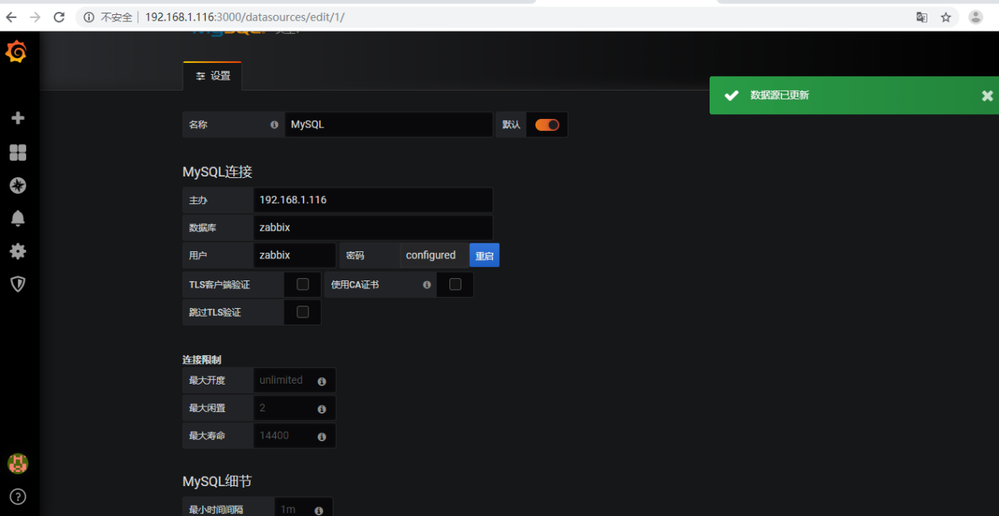 不安全 192.168.1.116:3000/datasources/edit/1/
设置
数据源已更新
名称 MySQL 默认
MySQL连接
主办 192.168.1.116
数据库 zabbix
用户 zabbix 密码 configured 重启
TLS客户端验证 使用CA证书
跳过TLS验证
连接限制
最大开度 unlimited
最大闲置 2
最大寿命 14400
MySQL细节
最小时间间隔 1m